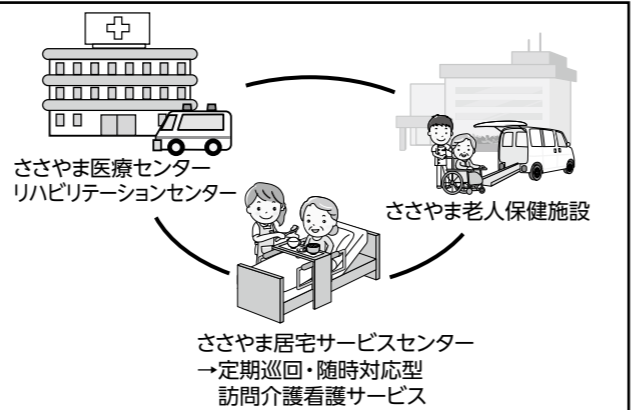 ささやま医療センター
リハビリテーションセンター
ささやま老人保健施設
ささやま居宅サービスセンター
→定期巡回・随時対応型
訪問介護看護サービス